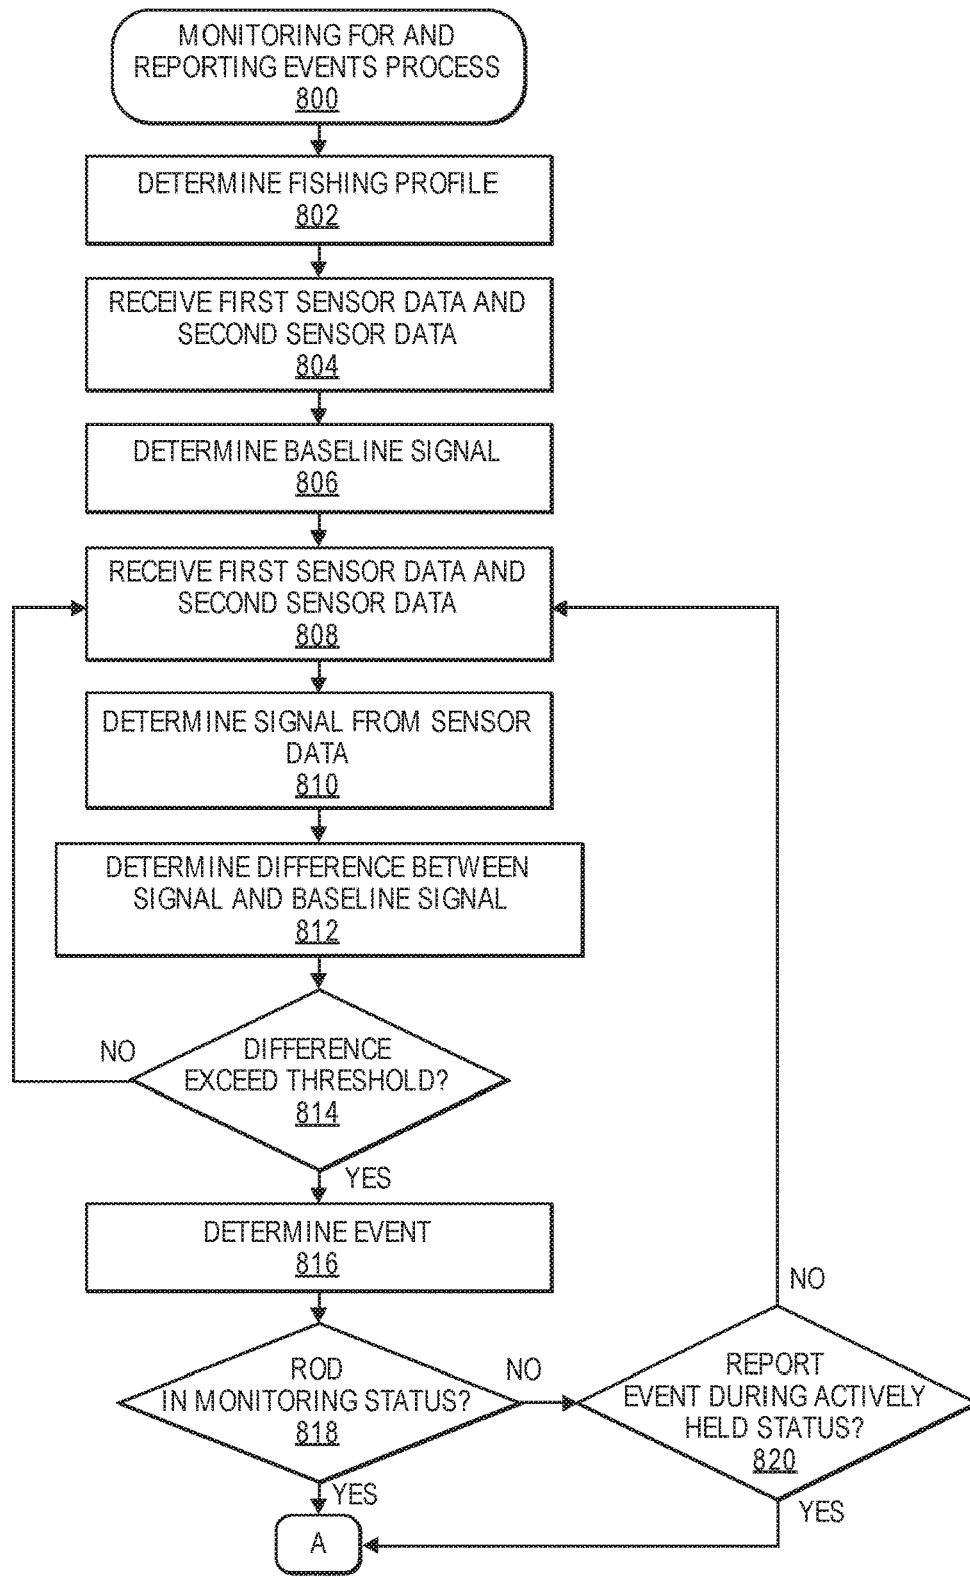 MONITORING FOR AND
REPORTING EVENTS PROCESS
800
DETERMINE FISHING PROFILE
802
RECEIVE FIRST SENSOR DATA AND
SECOND SENSOR DATA
804
DETERMINE BASELINE SIGNAL
806
RECEIVE FIRST SENSOR DATA AND
SECOND SENSOR DATA
808
DETERMINE SIGNAL FROM SENSOR
DATA
810
DETERMINE DIFFERENCE BETWEEN
SIGNAL AND BASELINE SIGNAL
812
NO
DIFFERENCE
EXCEED THRESHOLD?
814
YES
DETERMINE EVENT
816
ROD
IN MONITORING STATUS?
818
NO
YES
NO
REPORT
EVENT DURING ACTIVELY
HELD STATUS?
820
YES
A